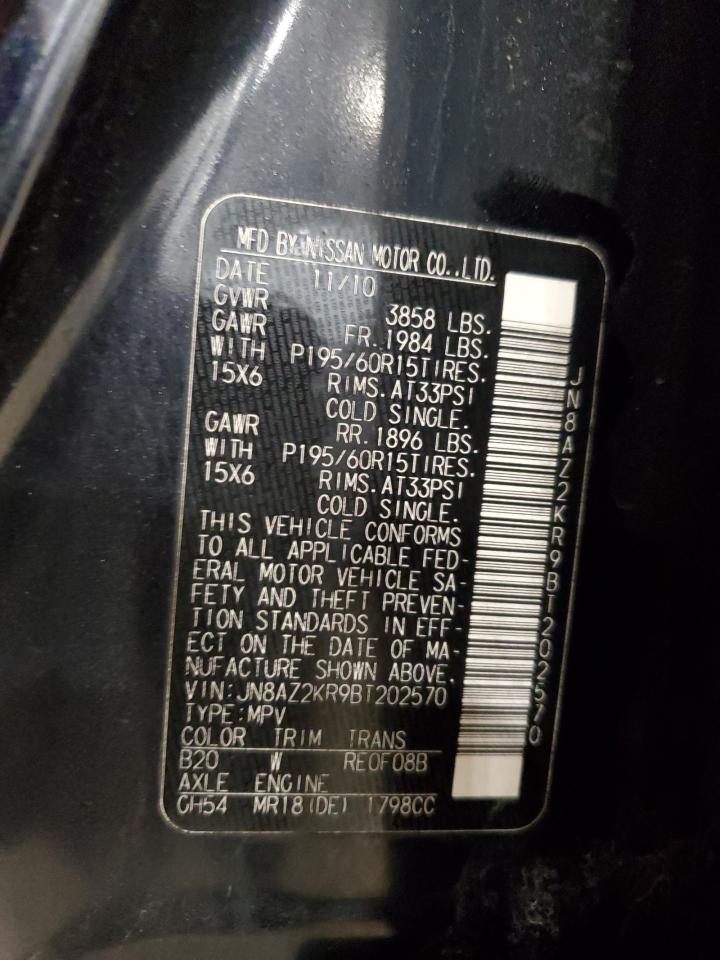 MFD BY NISSAN MOTOR CO.,LTD.
DATE 11/10
GVWR 3858 LBS.
GAWR FR. 1984 LBS.
WITH P195/60R15TIRES.
15X6 RIMS.AT33PSI
COLD SINGLE.
GAWR RR. 1896 LBS.
WITH P195/60R15TIRES.
15X6 RIMS.AT33PSI
COLD SINGLE.
THIS VEHICLE CONFORMS
TO ALL APPLICABLE FED-
ERAL MOTOR VEHICLE SA-
FETY AND THEFT PREVEN-
TION STANDARDS IN EFF-
ECT ON THE DATE OF MA-
NUFACTURE SHOWN ABOVE.
VIN:JN8AZ2KR9BT202570
TYPE:MPV
COLOR TRIM TRANS
B20 W RE0F08B
AXLE ENGINE
GH54 MR18(DE) 1798CC
JN8AZ2KR9BT202570